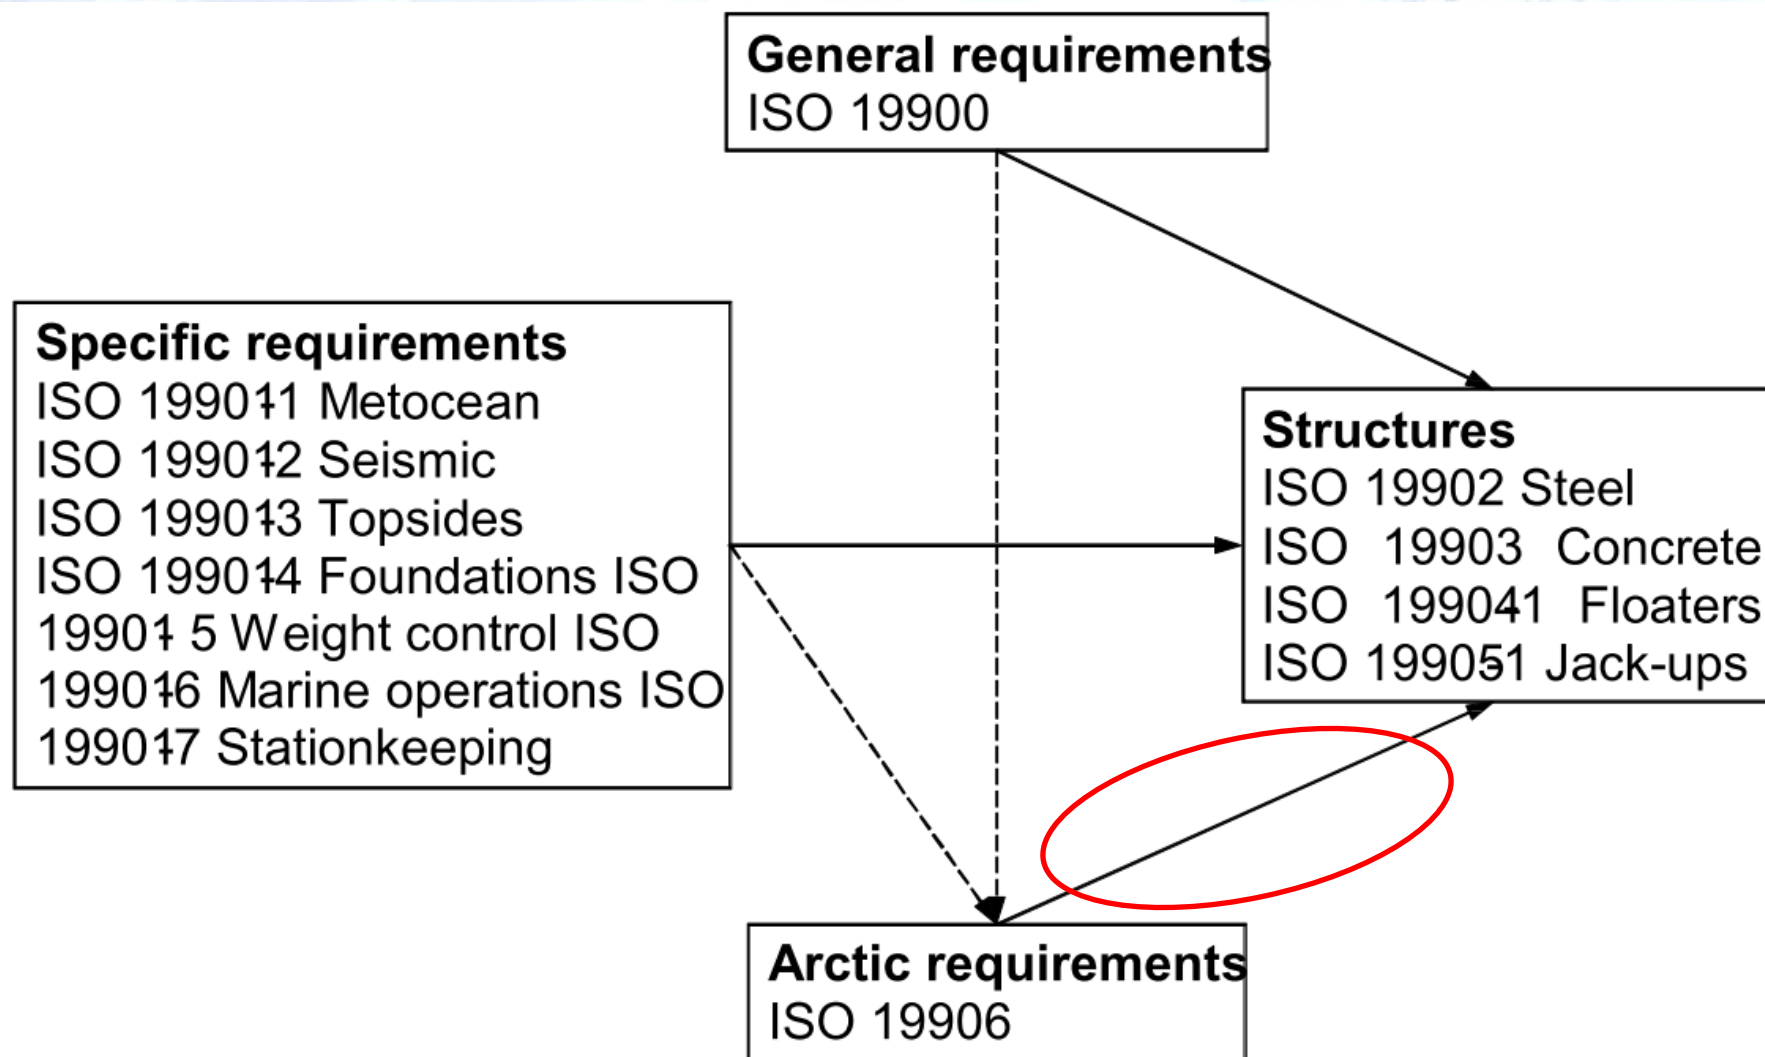 General requirements
ISO 19900
Specific requirements
ISO 19901-1 Metocean
ISO 19901-2 Seismic
ISO 19901-3 Topsides
ISO 19901-4 Foundations ISO
19901- 5 Weight control ISO
19901-6 Marine operations ISO
19901-7 Stationkeeping
Structures
ISO 19902 Steel
ISO 19903 Concrete
ISO 19904-1 Floaters
ISO 19905-1 Jack-ups
Arctic requirements
ISO 19906